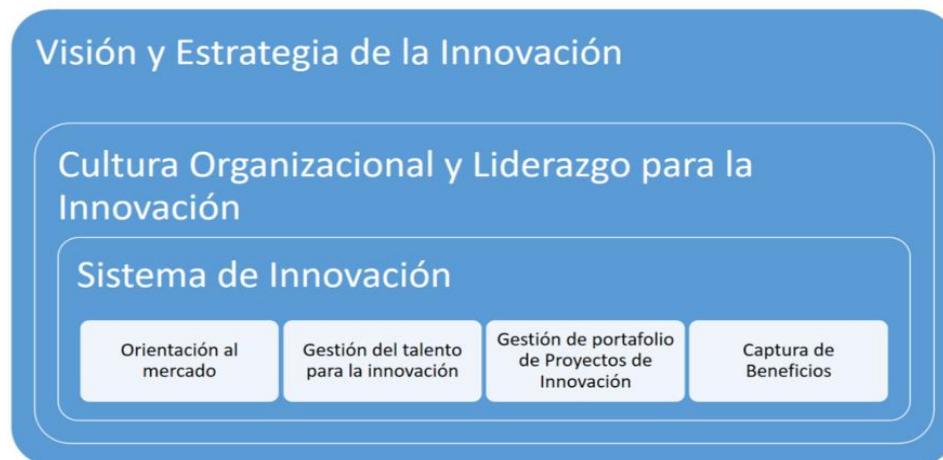 Visión y Estrategia de la Innovación
Cultura Organizacional y Liderazgo para la
Innovación
Sistema de Innovación
Orientación al
mercado
Gestión del talento
para la innovación
Gestión de portafolio
de Proyectos de
Innovación
Captura de
Beneficios